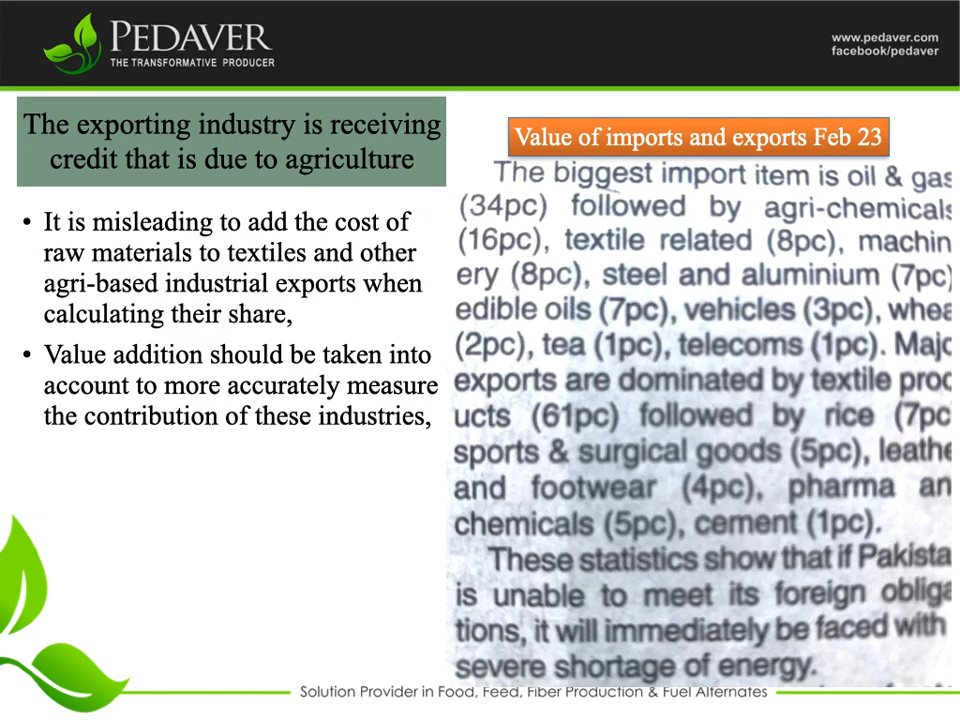 PEDAVER
THE TRANSFORMATIVE PRODUCER
www.pedaver.com
facebook/pedaver
The exporting industry is receiving
credit that is due to agriculture
• It is misleading to add the cost of
raw materials to textiles and other
agri-based industrial exports when
calculating their share,
• Value addition should be taken into
account to more accurately measure
the contribution of these industries,
Value of imports and exports Feb 23
The biggest import item is oil & gas
(34pc) followed by agri-chemicals
(16pc), textile related (8pc), machin
ery (8pc), steel and aluminium (7pc)
edible oils (7pc), vehicles (3pc), whea
(2pc), tea (1pc), telecoms (1pc). Majo
exports are dominated by textile prod
ucts (61pc) followed by rice (7pc
sports & surgical goods (5pc), leathe
and footwear (4pc), pharma an
chemicals (5pc), cement (1pc).
These statistics show that if Pakista
is unable to meet its foreign obliga
tions, it will immediately be faced with
severe shortage of energy.
Solution Provider in Food, Feed, Fiber Production & Fuel Alternates